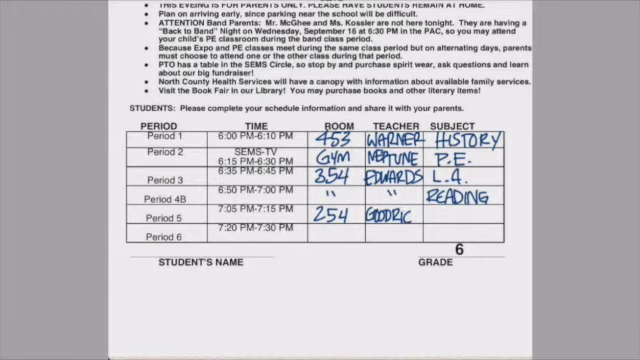 THIS EVENING IS FOR PARENTS ONLY. PLEASE HAVE STUDENTS REMAIN AT HOME.
Plan on arriving early, since parking near the school will be difficult.
ATTENTION Band Parents: Mr. McGhee and Ms. Kossler are not here tonight. They are having a
"Back to Band" Night on Wednesday, September 16 at 6:30 PM in the PAC, so you may attend
your child's PE classroom during the band class period.
Because Expo and PE classes meet during the same class period but on alternating days, parents
must choose to attend one or the other class during that period.
PTO has a table in the SEMS Circle, so stop by and purchase spirit wear, ask questions and learn
about our big fundraiser!
North County Health Services will have a canopy with information about available family services.
Visit the Book Fair in our Library! You may purchase books and other literary items!
STUDENTS: Please complete your schedule information and share it with your parents.
PERIOD TIME ROOM TEACHER SUBJECT
Period 1 6:00 PM-6:10 PM 453 WARNER HISTORY
Period 2 SEMS-TV
6:15 PM-6:30 PM GYM NEPTUNE P.E.
Period 3 6:35 PM-6:45 PM 354 EDWARDS L.A.
Period 4B 6:50 PM-7:00 PM " " READING
Period 5 7:05 PM-7:15 PM 254 GOODRIC
Period 6 7:20 PM-7:30 PM
6
STUDENT'S NAME GRADE